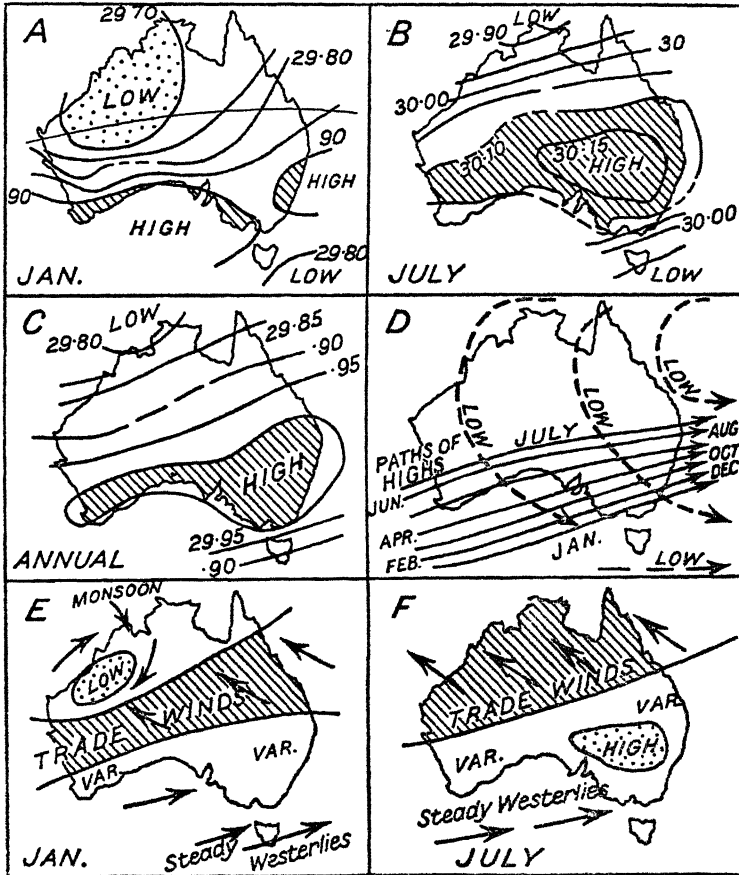 A
29.70
LOW
29.80
90
HIGH
90
HIGH
29.80
LOW
JAN.
B
LOW
29.90
30
30.00
30.10
30.15
HIGH
30.00
LOW
JULY
C
LOW
29.80
29.85
.90
.95
HIGH
29.95
.90
ANNUAL
D
LOW
LOW
LOW
PATHS OF
HIGHS
JULY
JUN.
APR.
FEB.
JAN.
AUG
OCT
DEC
LOW
E
MONSOON
LOW
TRADE WINDS
VAR.
VAR.
Steady Westerlies
JAN.
F
TRADE WINDS
VAR.
VAR.
HIGH
Steady Westerlies
JULY